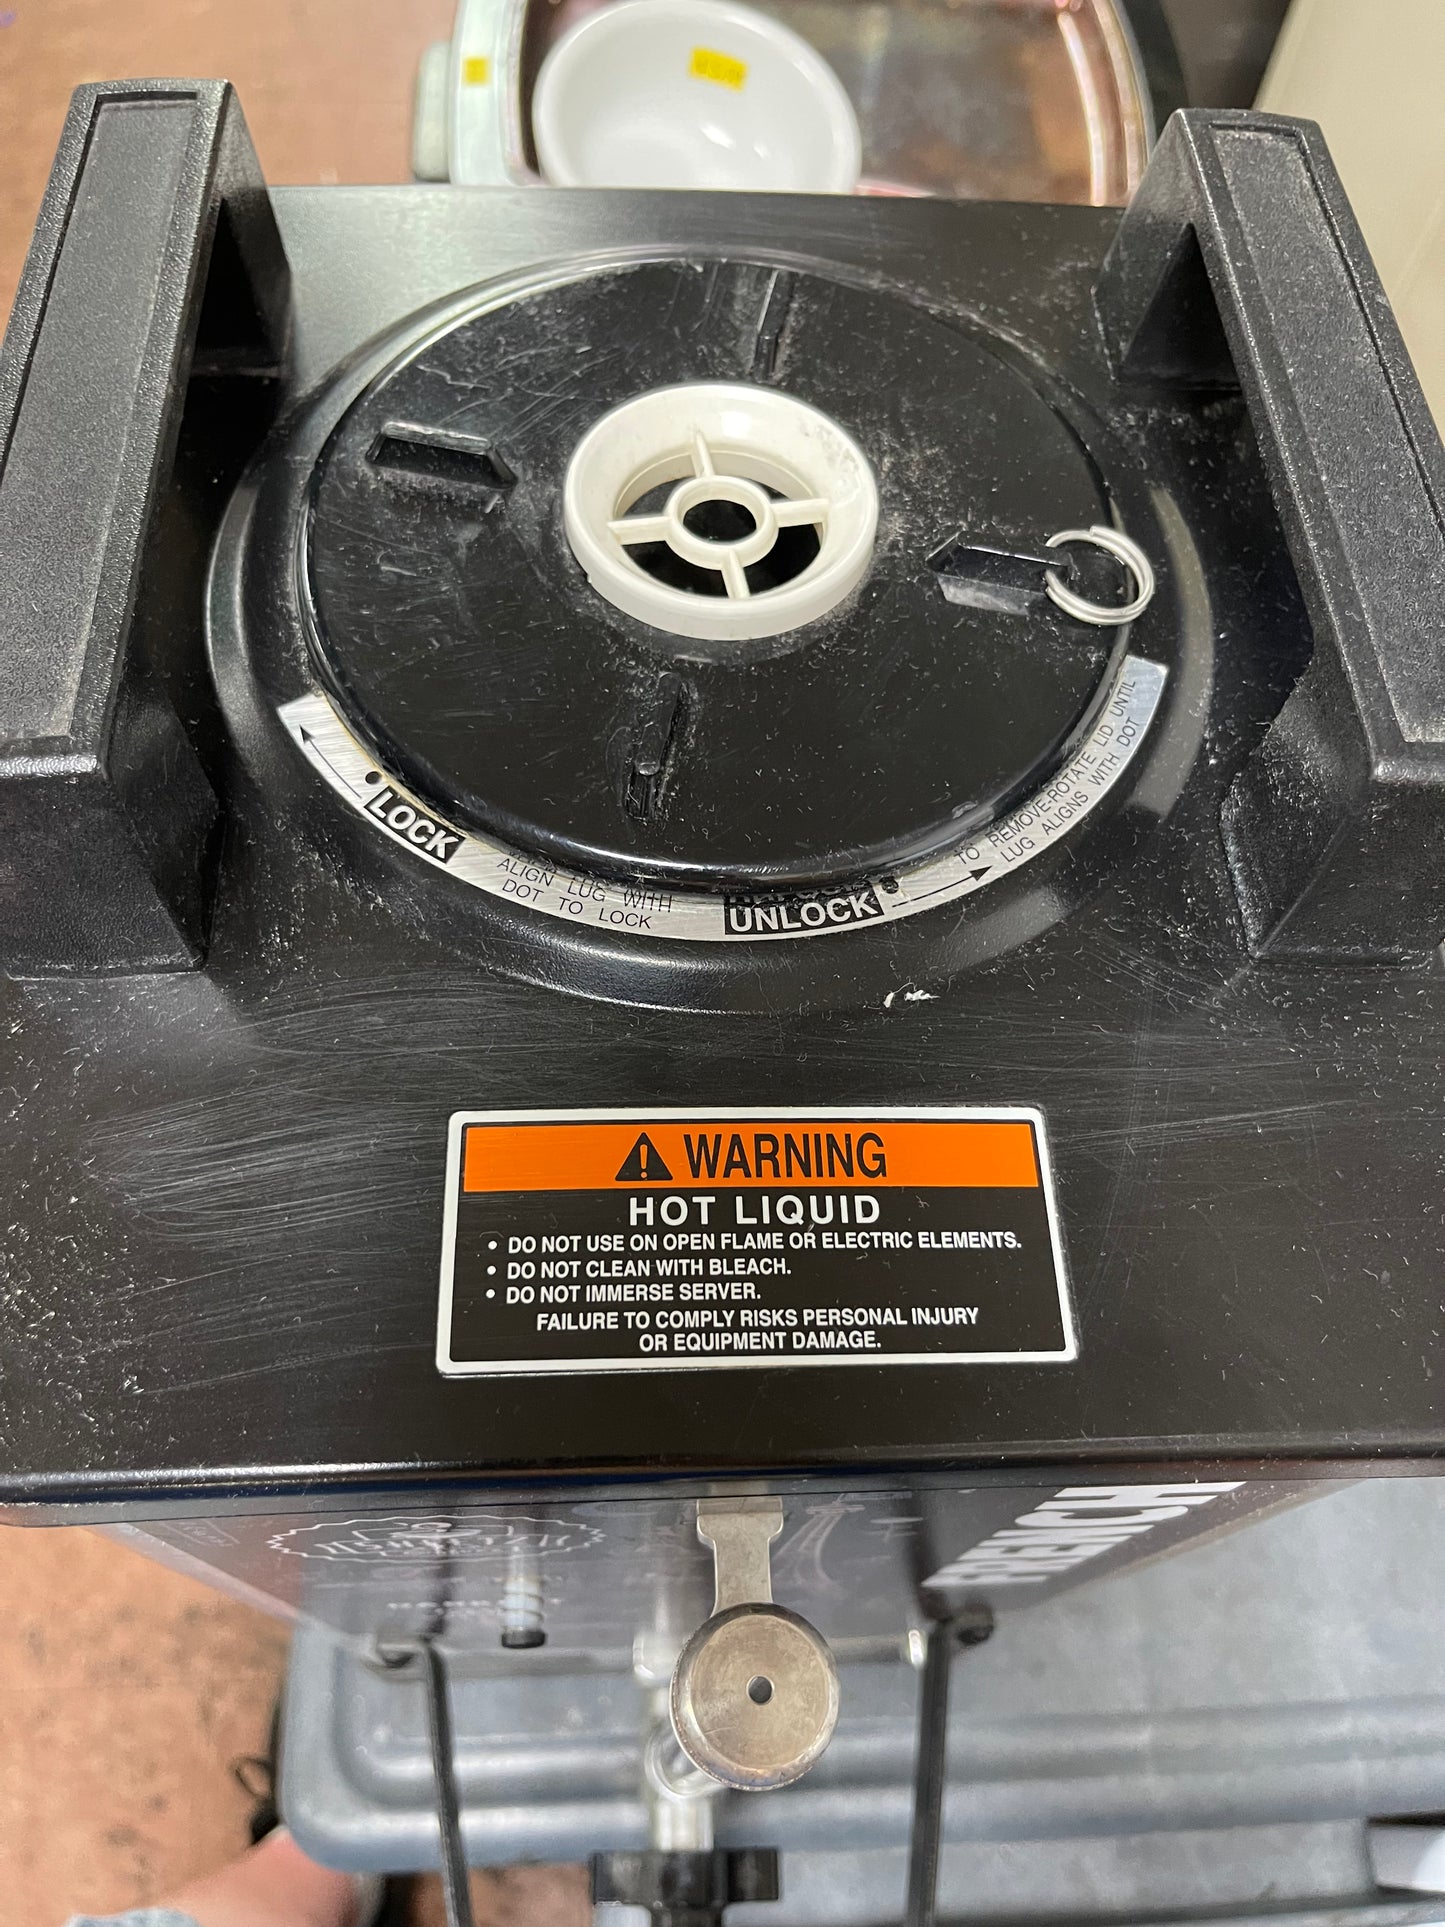 LOCK
ALIGN LUG WITH
DOT TO LOCK
UNLOCK
TO REMOVE-ROTATE LID UNTIL
LUG ALIGNS WITH DOT
WARNING
HOT LIQUID
• DO NOT USE ON OPEN FLAME OR ELECTRIC ELEMENTS.
• DO NOT CLEAN WITH BLEACH.
• DO NOT IMMERSE SERVER.
FAILURE TO COMPLY RISKS PERSONAL INJURY
OR EQUIPMENT DAMAGE.
FRENCH